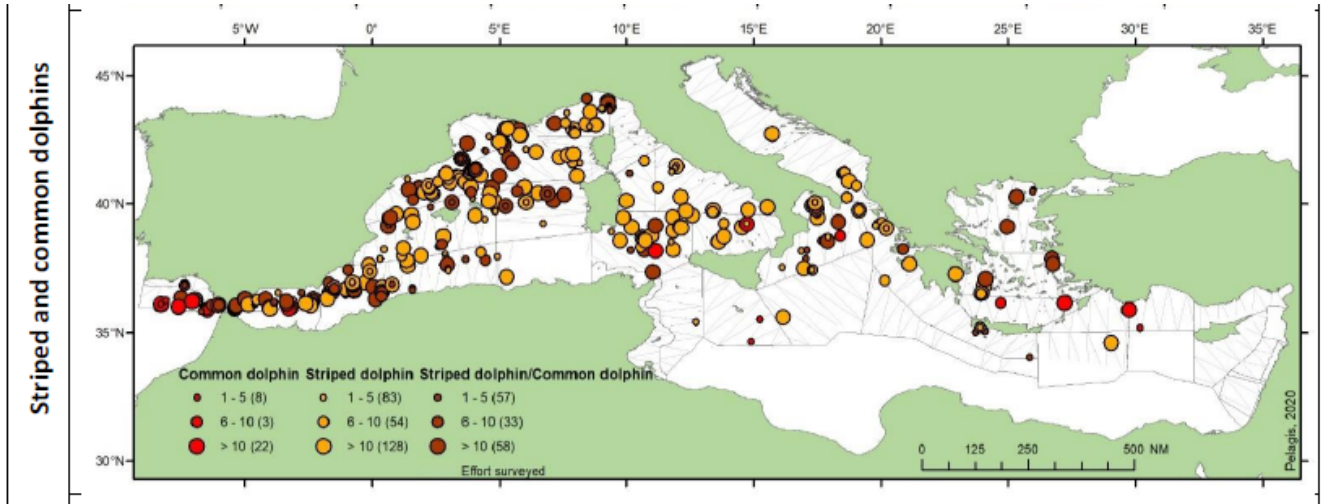 Striped and common dolphins
5°W 0° 5°E 10°E 15°E 20°E 25°E 30°E 35°E
45°N
40°N
35°N
30°N
Common dolphin Striped dolphin Striped dolphin/Common dolphin
1 - 5 (8) 1 - 5 (83) 1 - 5 (57)
6 - 10 (3) 6 - 10 (54) 6 - 10 (33)
> 10 (22) > 10 (128) > 10 (58)
Effort surveyed
0 125 250 500 NM
Pelagis, 2020